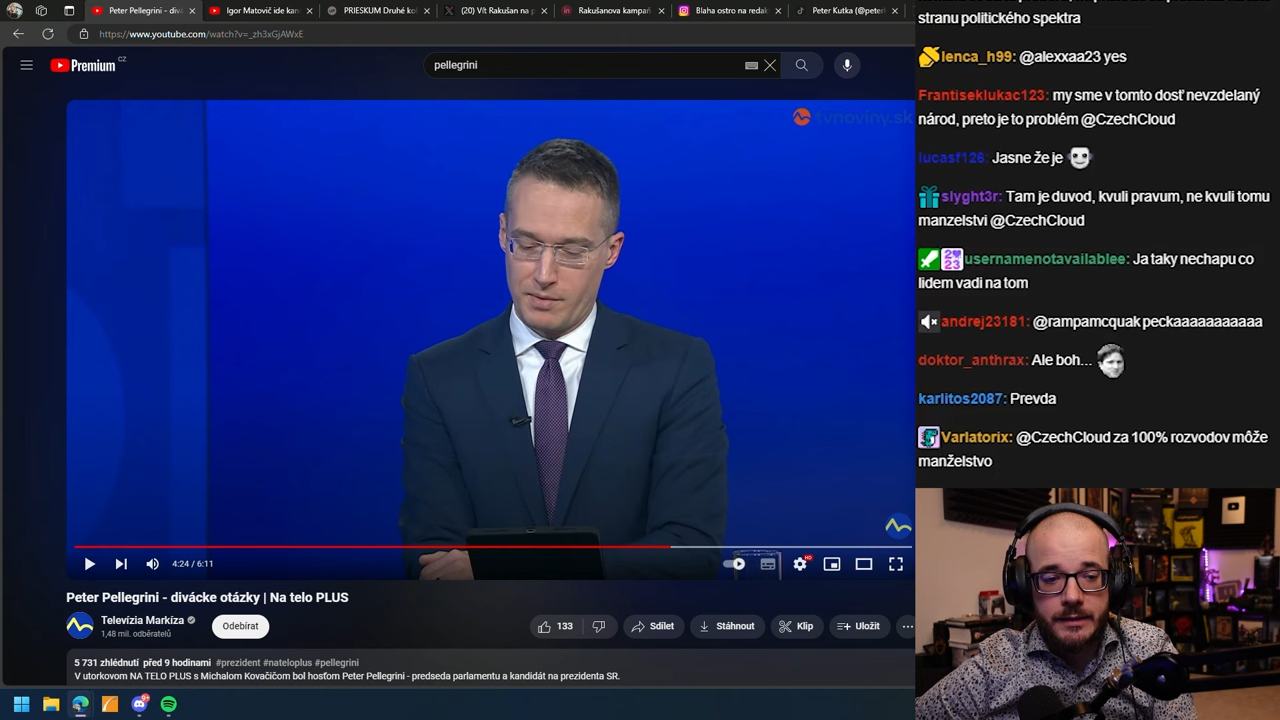 Peter Pellegrini - divá
Igor Matovič ide kan
PRIESKUM Druhé kol
(20) Vít Rakušan na p
Rakušanova kampaň
Blaha ostro na redak
Peter Kutka (@peter
https://www.youtube.com/watch?v=_zh3xGjAWxE
Premium CZ
pellegrini
tvnoviny.sk
4:24 / 6:11
HD
Peter Pellegrini - divácke otázky | Na telo PLUS
Televízia Markíza
1,48 mil. odběratelů
Odebírat
133
Sdílet
Stáhnout
Klip
Uložit
5 731 zhlédnutí před 9 hodinami #prezident #nateloplus #pellegrini
V utorkovom NA TELO PLUS s Michalom Kovačičom bol hosťom Peter Pellegrini - predseda parlamentu a kandidát na prezidenta SR.
stranu politického spektra
lenca_h99: @alexxaa23 yes
Frantiseklukac123: my sme v tomto dosť nevzdelaný
národ, preto je to problém @CzechCloud
lucasf126: Jasne že je
slyght3r: Tam je duvod, kvuli pravum, ne kvuli tomu
manzelstvi @CzechCloud
usernamenotavailablee: Ja taky nechapu co
lidem vadi na tom
andrej23181: @rampamcquak peckaaaaaaaaaaa
doktor_anthrax: Ale boh...
karlitos2087: Prevda
Varlatorix: @CzechCloud za 100% rozvodov môže
manželstvo